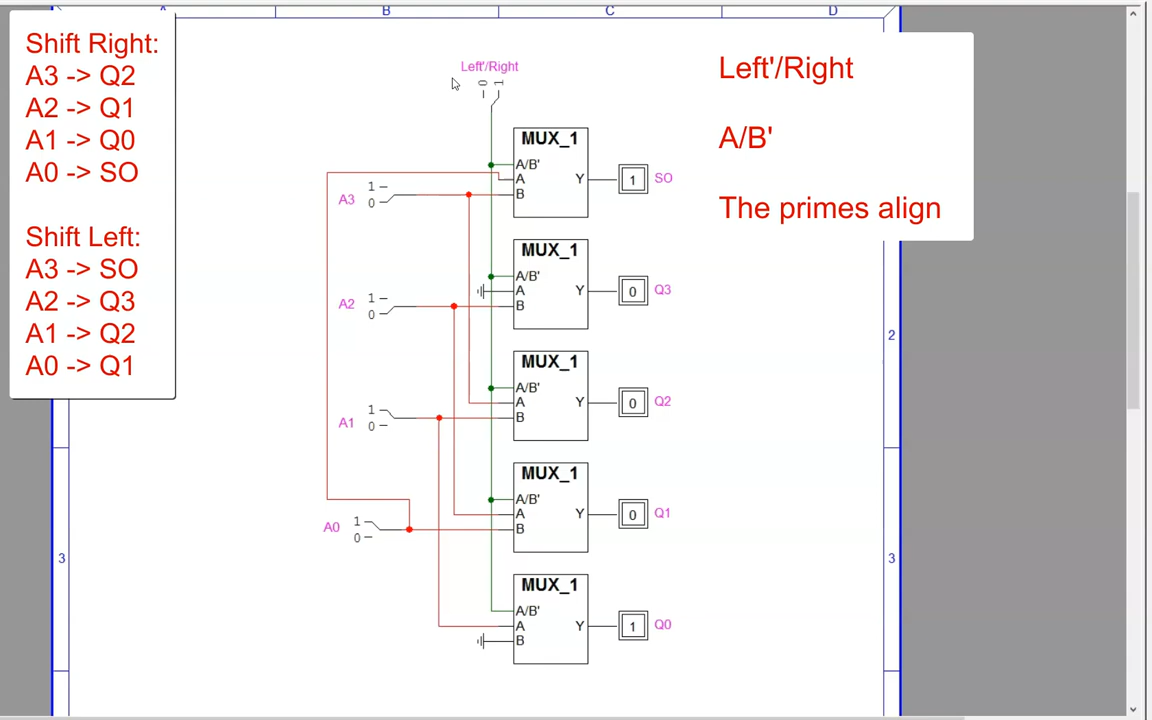 A
B
C
D
Shift Right:
A3 -> Q2
A2 -> Q1
A1 -> Q0
A0 -> SO
Shift Left:
A3 -> SO
A2 -> Q3
A1 -> Q2
A0 -> Q1
Left'/Right
0 1
MUX_1
A/B'
A
B
Y
1
SO
A3
1
0
MUX_1
A/B'
A
B
Y
0
Q3
A2
1
0
MUX_1
A/B'
A
B
Y
0
Q2
A1
1
0
MUX_1
A/B'
A
B
Y
0
Q1
A0
1
0
MUX_1
A/B'
A
B
Y
1
Q0
Left'/Right
A/B'
The primes align
2
3
3